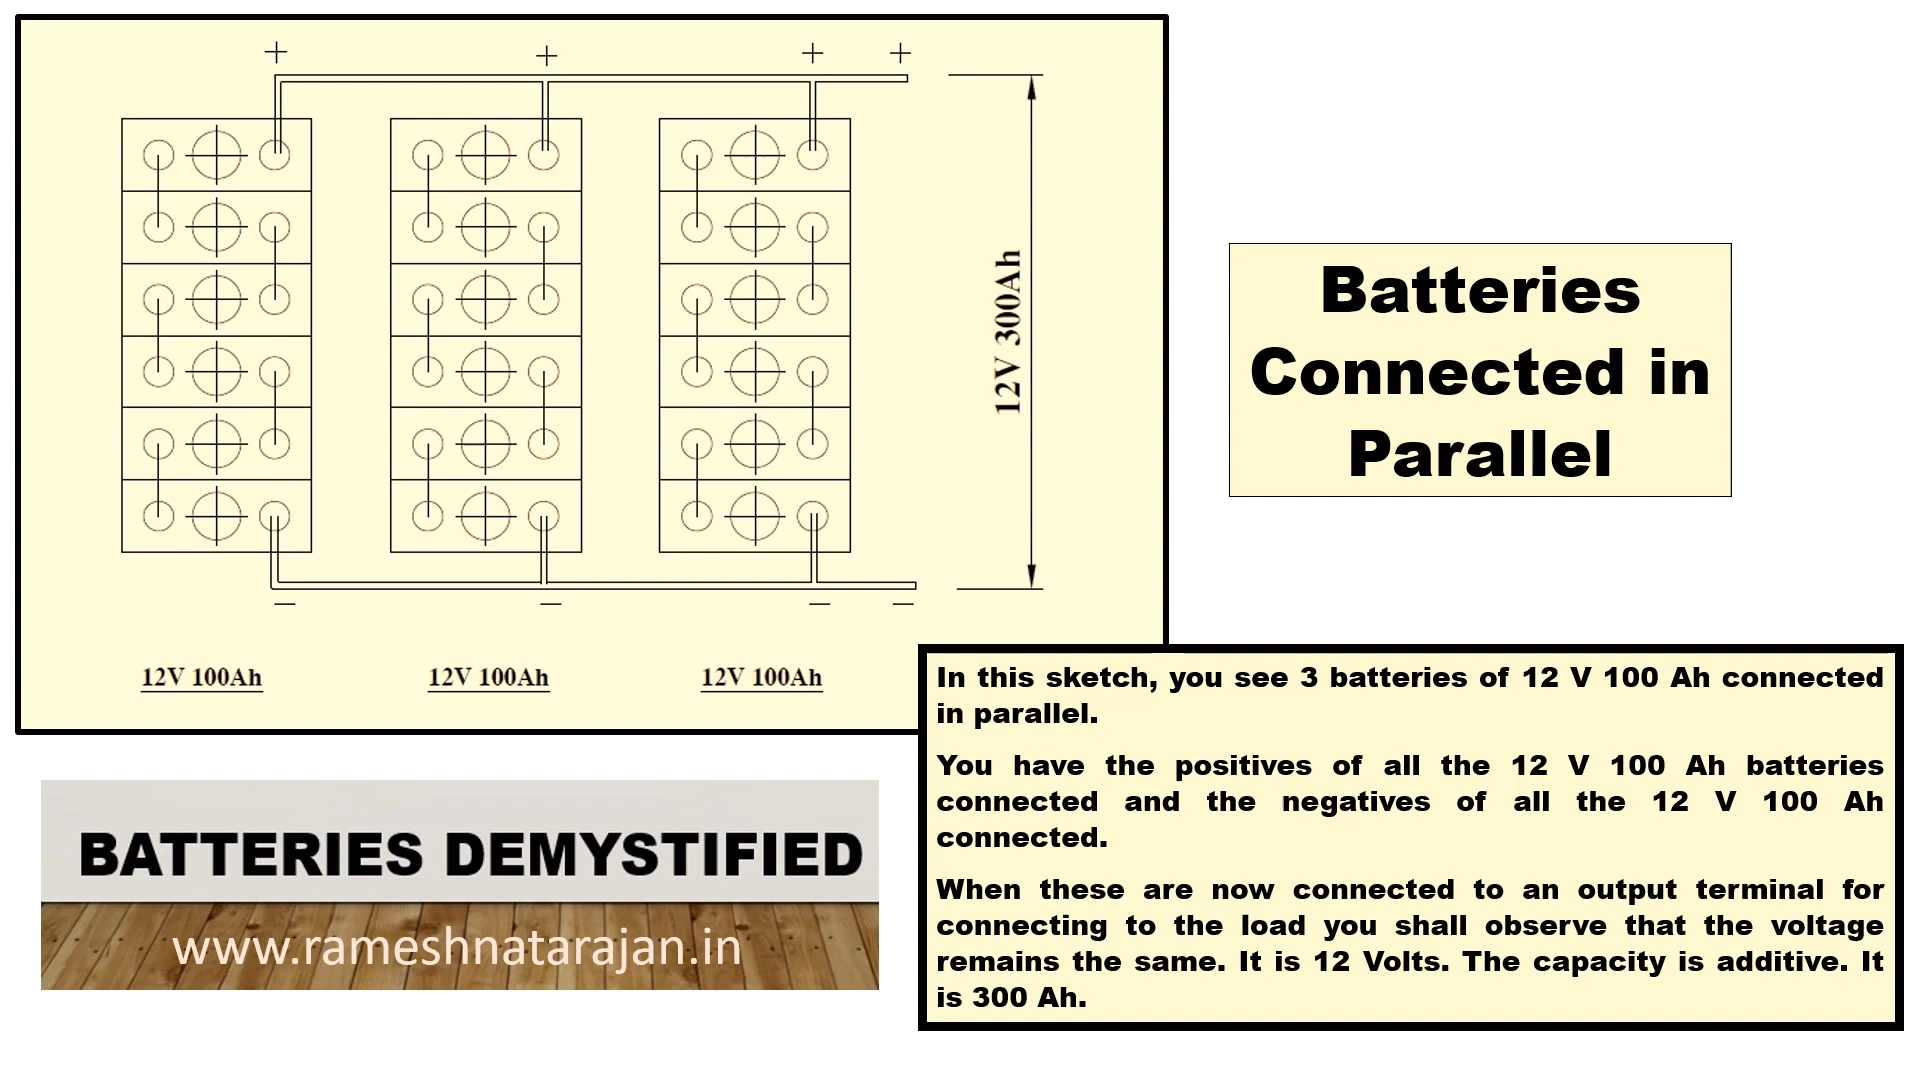 + + + +
12V 300Ah
— — — —
12V 100Ah 12V 100Ah 12V 100Ah
Batteries
Connected in
Parallel
In this sketch, you see 3 batteries of 12 V 100 Ah connected
in parallel.
You have the positives of all the 12 V 100 Ah batteries
connected and the negatives of all the 12 V 100 Ah
connected.
When these are now connected to an output terminal for
connecting to the load you shall observe that the voltage
remains the same. It is 12 Volts. The capacity is additive. It
is 300 Ah.
BATTERIES DEMYSTIFIED
www.rameshnatarajan.in